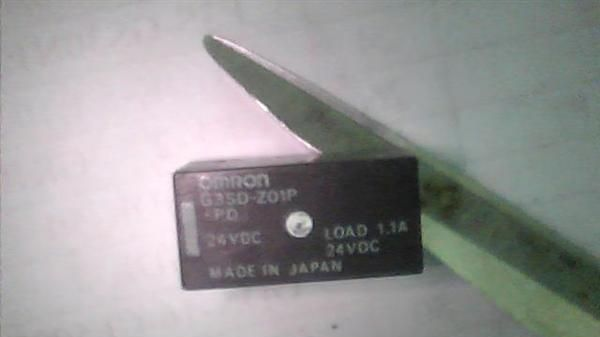 OMRON
G3SD-Z01P
-PD
24VDC
LOAD 1.1A
24VDC
MADE IN JAPAN